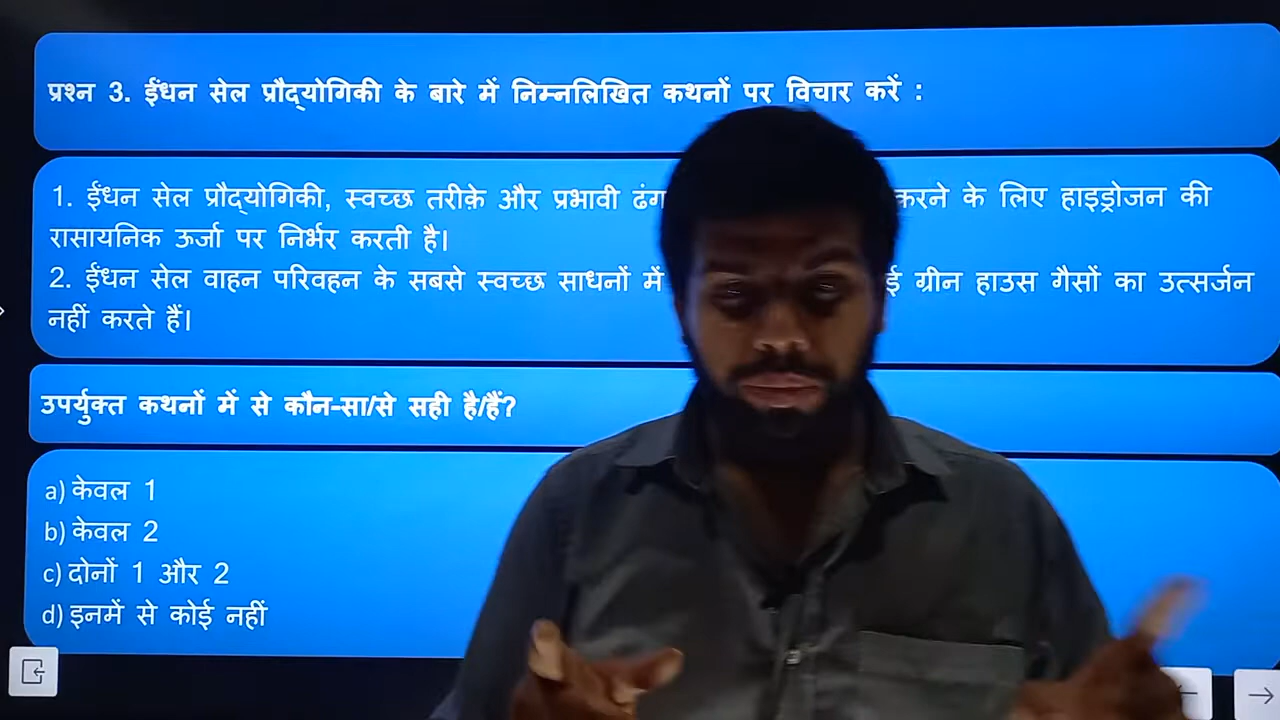 प्रश्न 3. ईंधन सेल प्रौद्योगिकी के बारे में निम्नलिखित कथनों पर विचार करें :
1. ईंधन सेल प्रौद्योगिकी, स्वच्छ तरीक़े और प्रभावी ढंग करने के लिए हाइड्रोजन की
रासायनिक ऊर्जा पर निर्भर करती है।
2. ईंधन सेल वाहन परिवहन के सबसे स्वच्छ साधनों में ग्रीन हाउस गैसों का उत्सर्जन
नहीं करते हैं।
उपर्युक्त कथनों में से कौन-सा/से सही है/हैं?
a) केवल 1
b) केवल 2
c) दोनों 1 और 2
d) इनमें से कोई नहीं